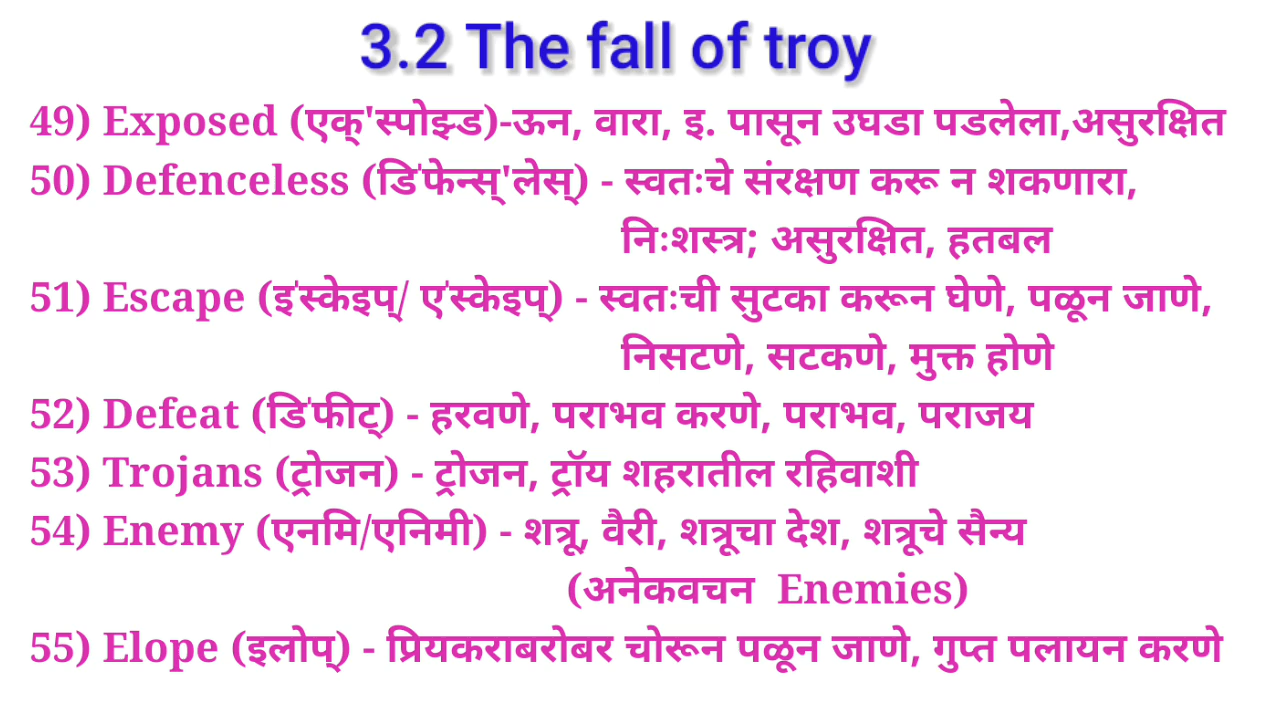 3.2 The fall of troy
49) Exposed (एक्'स्पोझ्ड)-ऊन, वारा, इ. पासून उघडा पडलेला,असुरक्षित
50) Defenceless (डि'फेन्स्'लेस्) - स्वतःचे संरक्षण करू न शकणारा,
निःशस्त्र; असुरक्षित, हतबल
51) Escape (इ'स्केइप्/ ए'स्केइप्) - स्वतःची सुटका करून घेणे, पळून जाणे,
निसटणे, सटकणे, मुक्त होणे
52) Defeat (डि'फीट्) - हरवणे, पराभव करणे, पराभव, पराजय
53) Trojans (ट्रोजन) - ट्रोजन, ट्रॉय शहरातील रहिवाशी
54) Enemy (एनमि/एनिमी) - शत्रू, वैरी, शत्रूचा देश, शत्रूचे सैन्य
(अनेकवचन Enemies)
55) Elope (इलोप्) - प्रियकराबरोबर चोरून पळून जाणे, गुप्त पलायन करणे